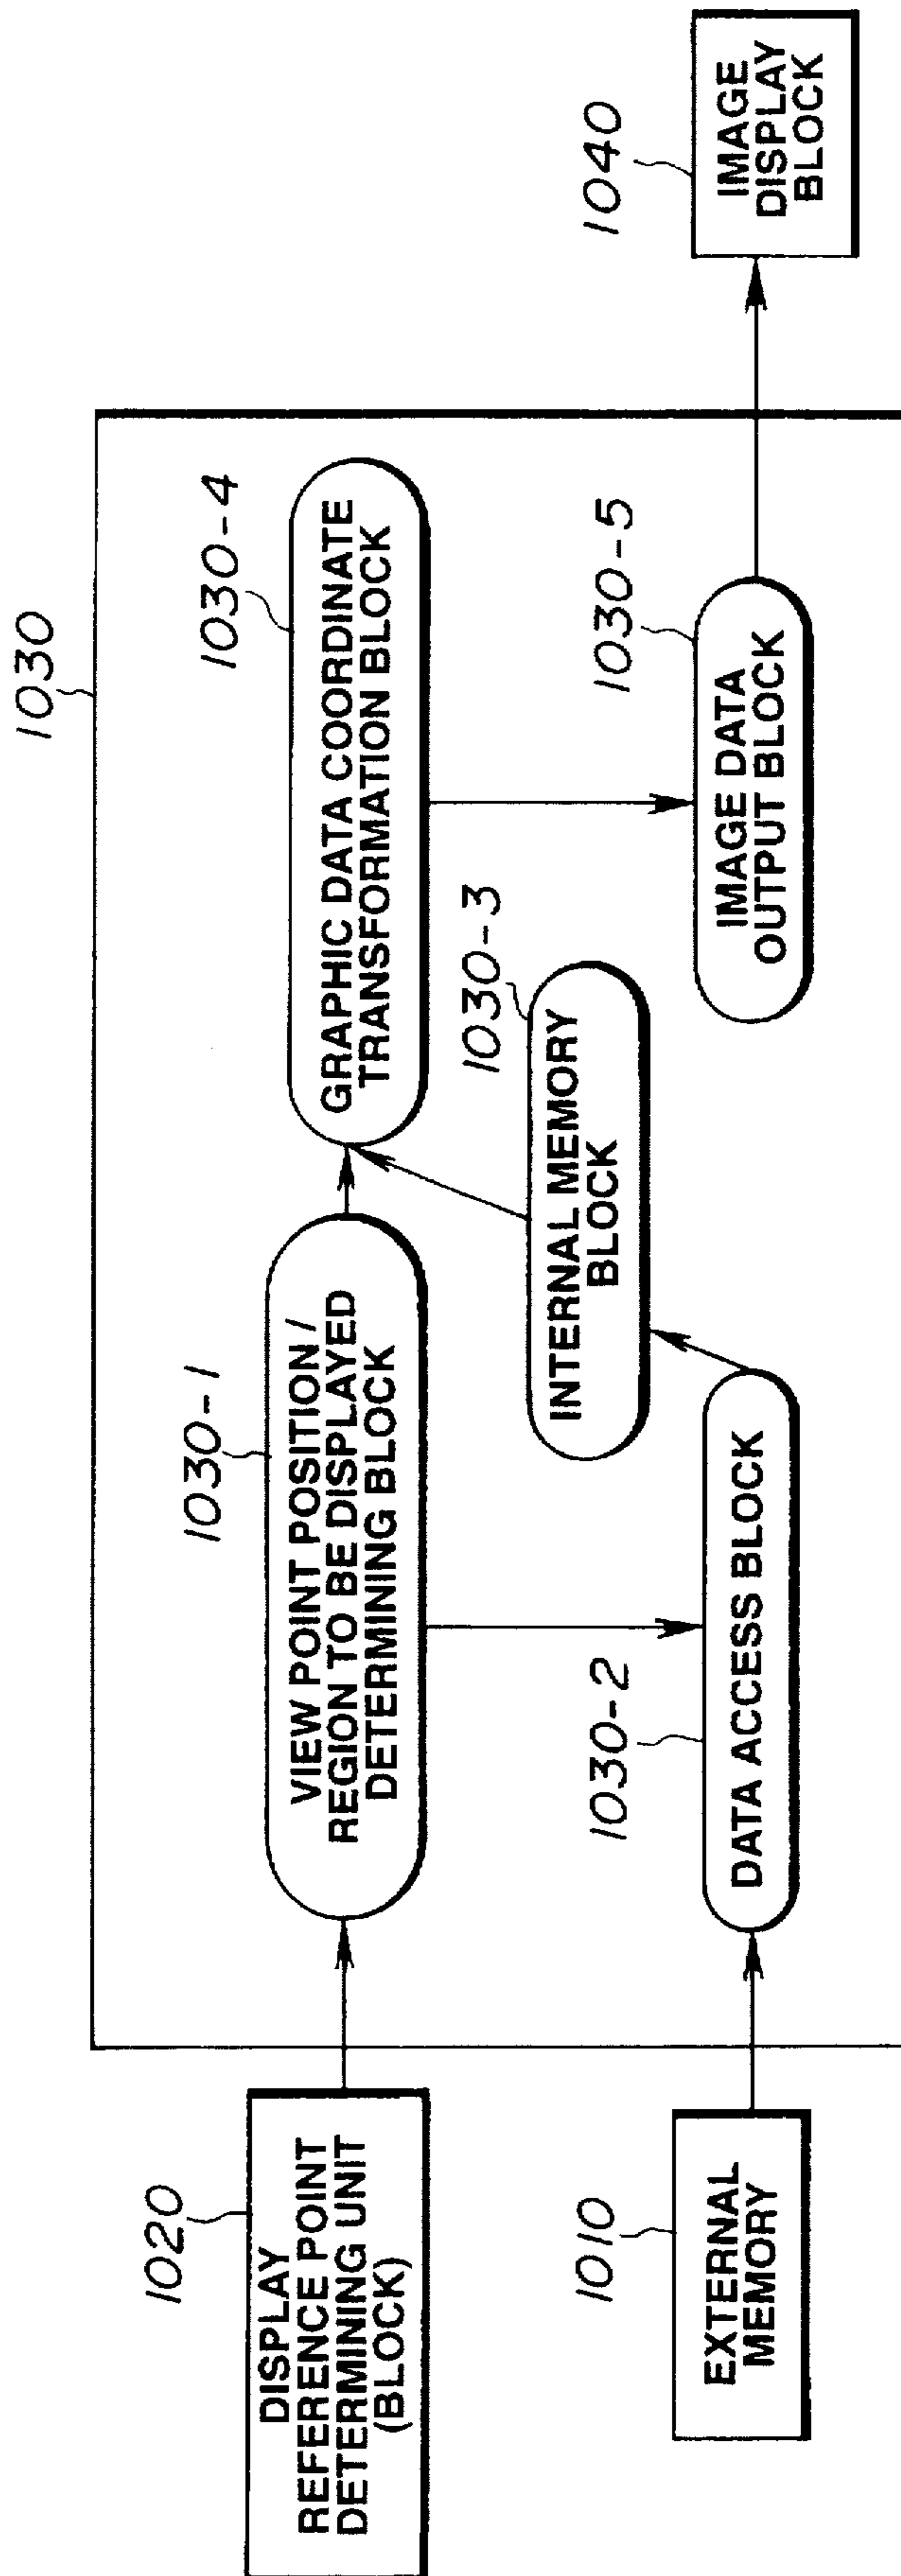 1030
1020
DISPLAY
REFERENCE POINT
DETERMINING UNIT
(BLOCK)
1030-1
VIEW POINT POSITION /
REGION TO BE DISPLAYED
DETERMINING BLOCK
1030-4
GRAPHIC DATA COORDINATE
TRANSFORMATION BLOCK
1030-3
INTERNAL MEMORY
BLOCK
1010
EXTERNAL
MEMORY
1030-2
DATA ACCESS BLOCK
1030-5
IMAGE DATA
OUTPUT BLOCK
1040
IMAGE
DISPLAY
BLOCK